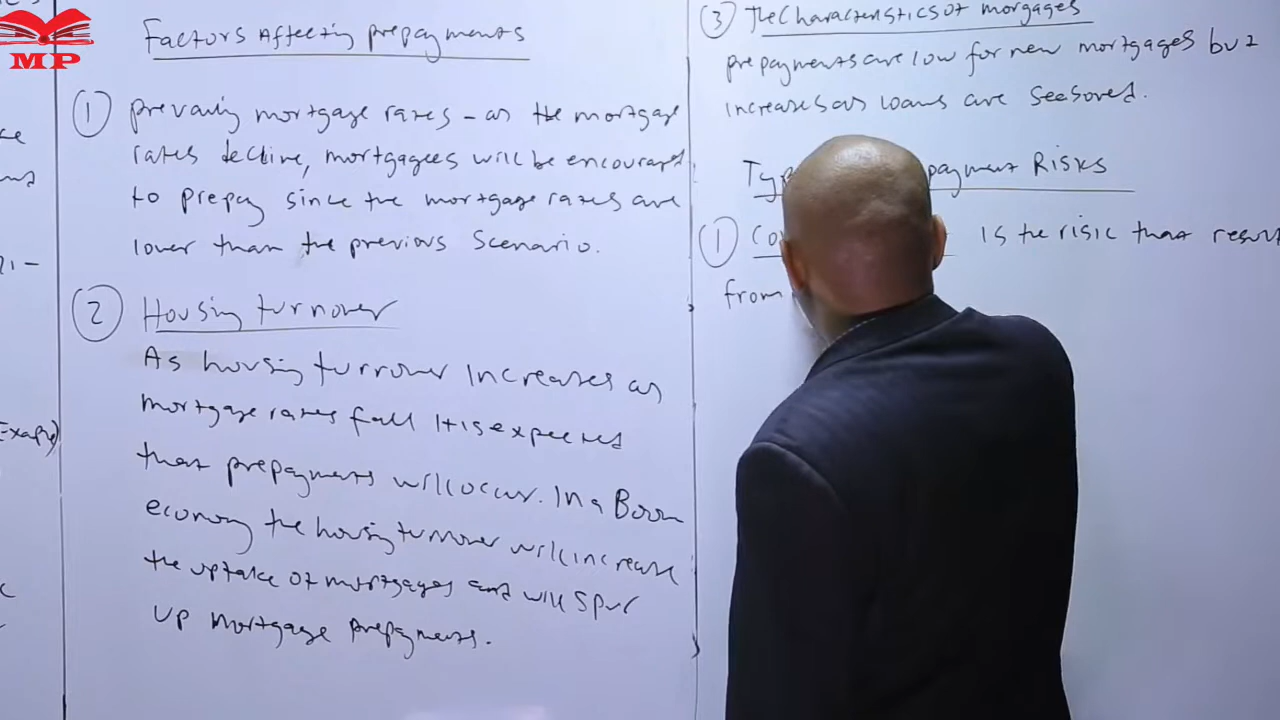 MP
Factors Affecting prepayments
① prevailing mortgage rates - as the mortgage
rates decline, mortgagees will be encouraged
to prepay since the mortgage rates are
lower than the previous scenario.
② Housing turnover
As housing turnover increases as
mortgage rates fall it is expected
that prepayments will occur. In a Boom
economy the housing turnover will increase
the uptake of mortgages and will spur
up mortgage prepayments.
③ The characteristics of morgages
prepayments are low for new mortgages but
increases as loans are seasoned.
Typ payment Risks
① Co is the risk that result
from